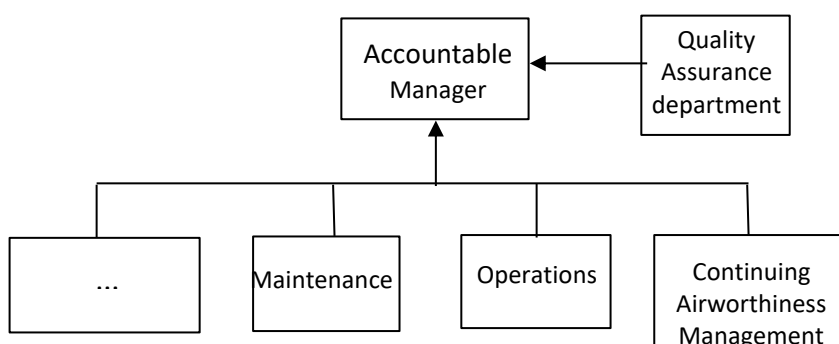 Accountable
Manager
Quality
Assurance
department
...
Maintenance
Operations
Continuing
Airworthiness
Management